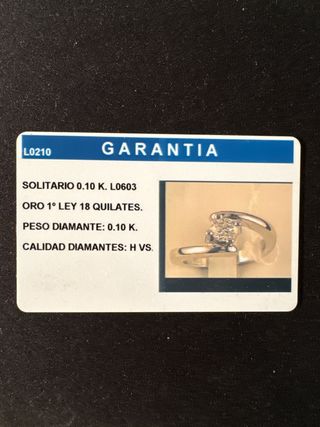 L0210 GARANTIA
SOLITARIO 0.10 K. L0603
ORO 1º LEY 18 QUILATES.
PESO DIAMANTE: 0.10 K.
CALIDAD DIAMANTES: H VS.